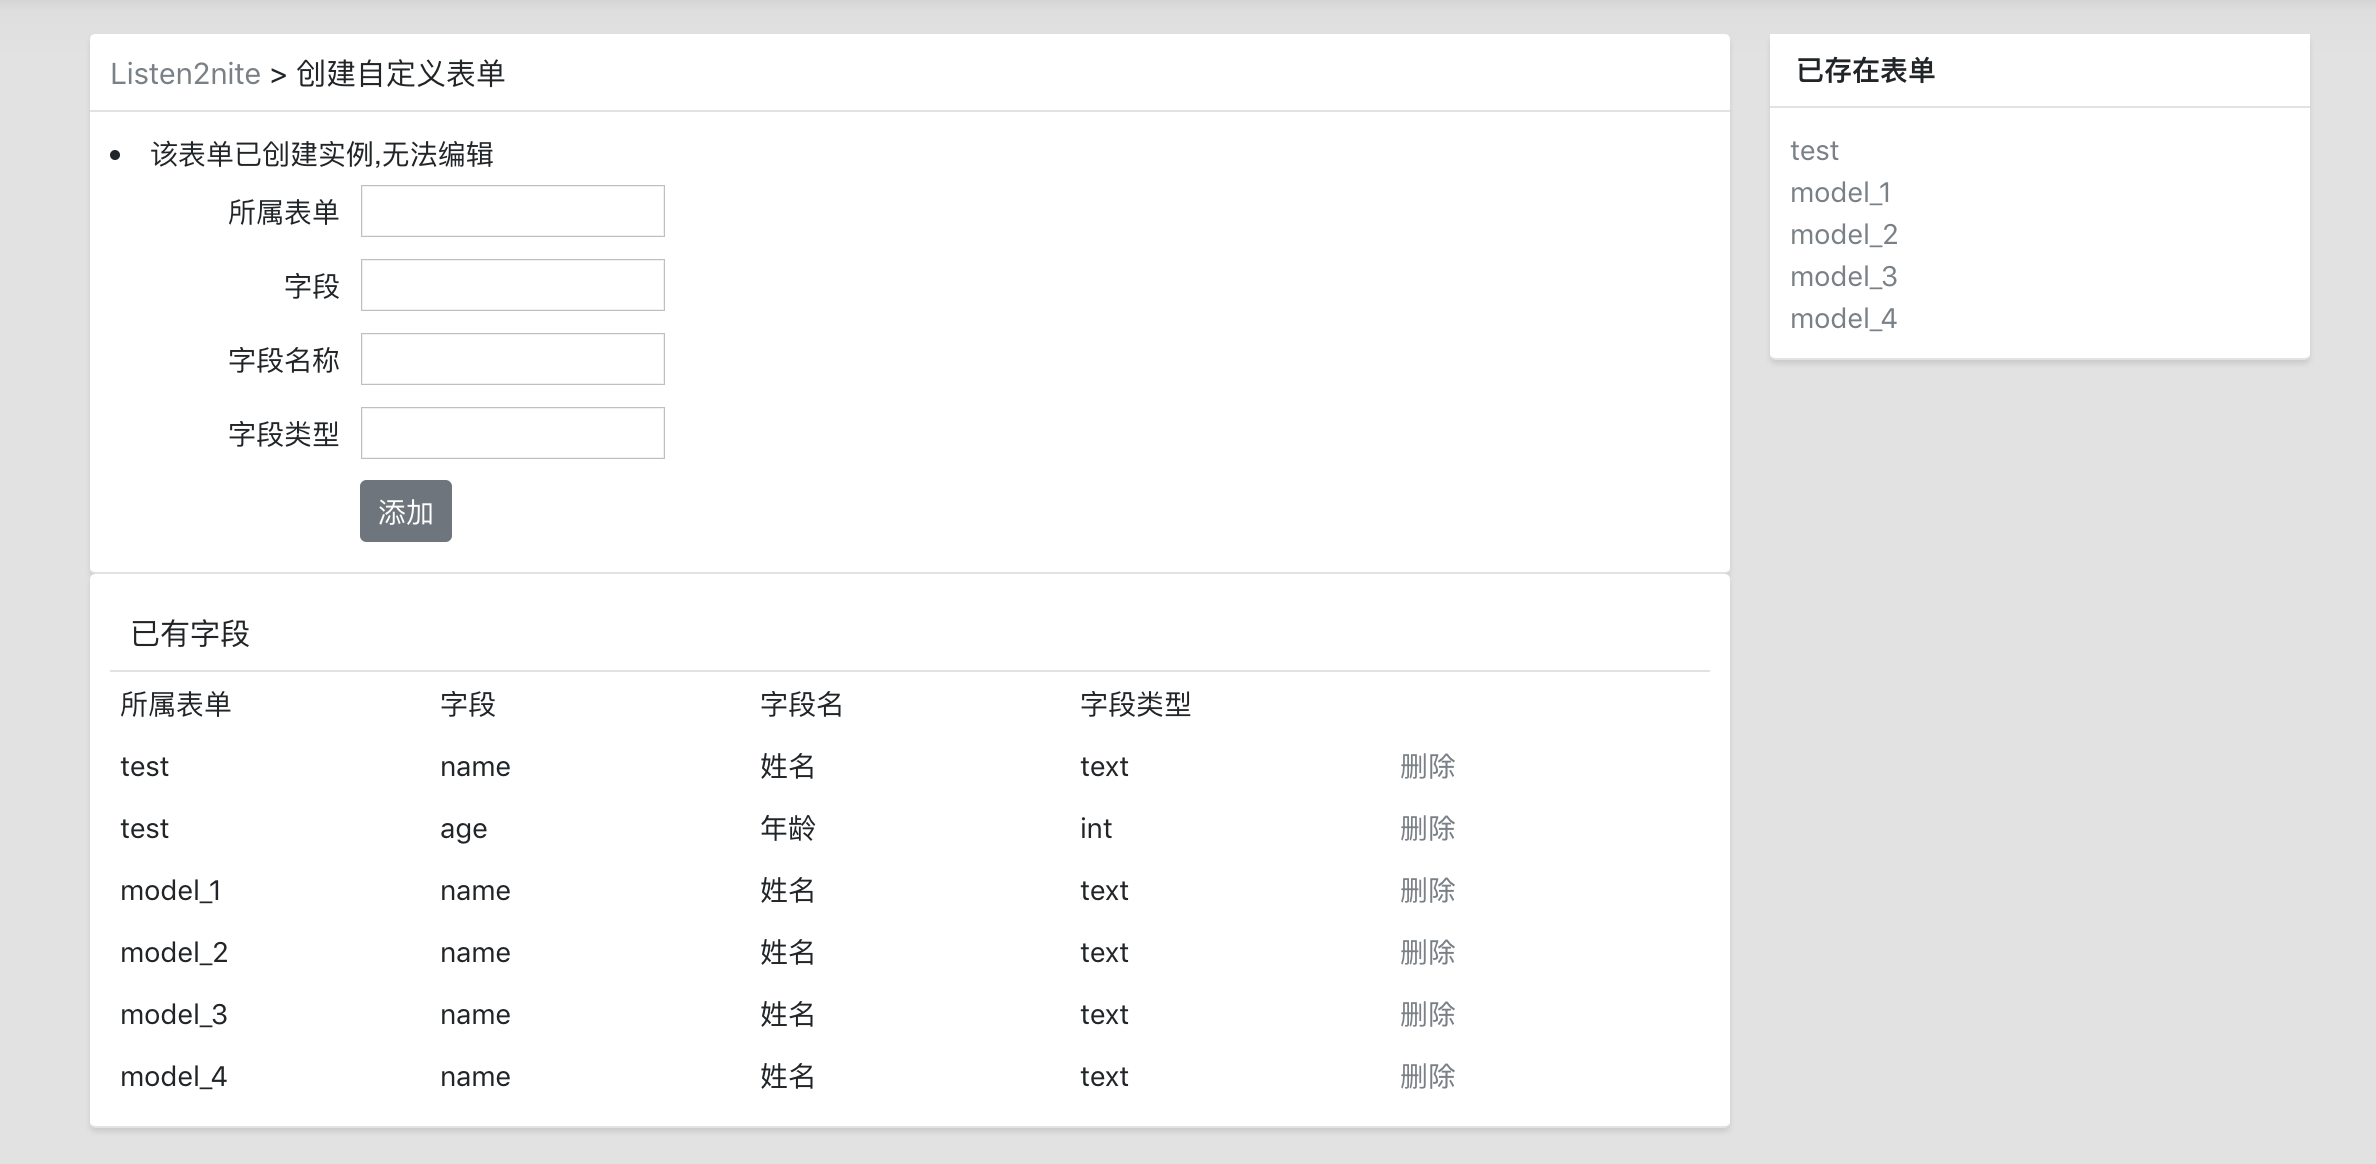 Listen2nite > 创建自定义表单
该表单已创建实例,无法编辑
所属表单
字段
字段名称
字段类型
添加
已有字段
所属表单 字段 字段名 字段类型
test name 姓名 text 删除
test age 年龄 int 删除
model_1 name 姓名 text 删除
model_2 name 姓名 text 删除
model_3 name 姓名 text 删除
model_4 name 姓名 text 删除
已存在表单
test
model_1
model_2
model_3
model_4